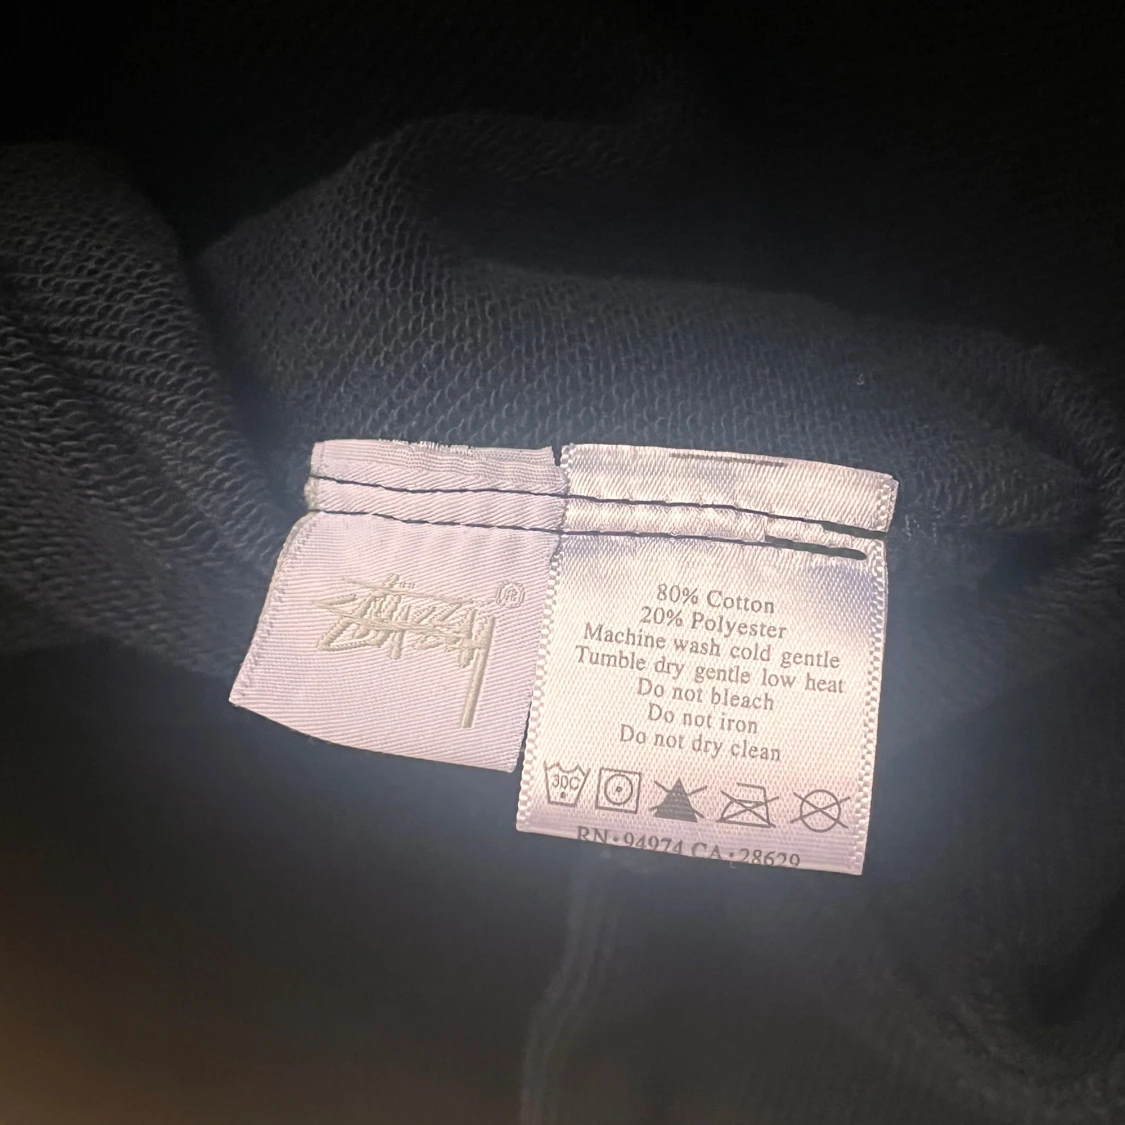 Stüssy ®
80% Cotton
20% Polyester
Machine wash cold gentle
Tumble dry gentle low heat
Do not bleach
Do not iron
Do not dry clean
30C
RN•94974 CA•28629